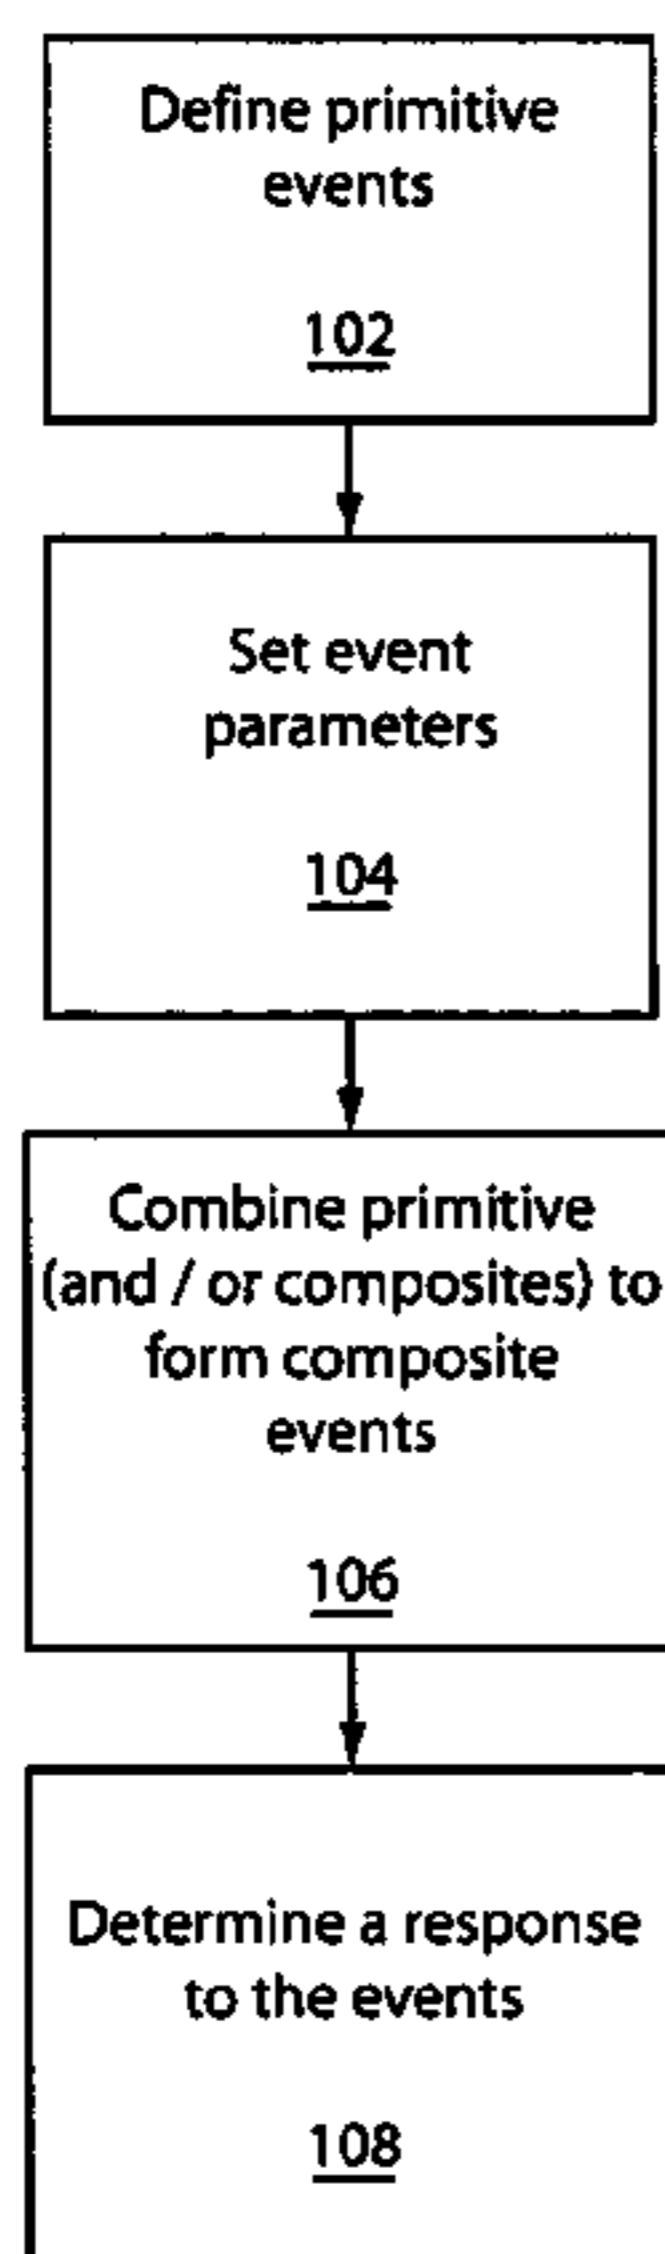 Define primitive
events
102
Set event
parameters
104
Combine primitive
(and / or composites) to
form composite
events
106
Determine a response
to the events
108